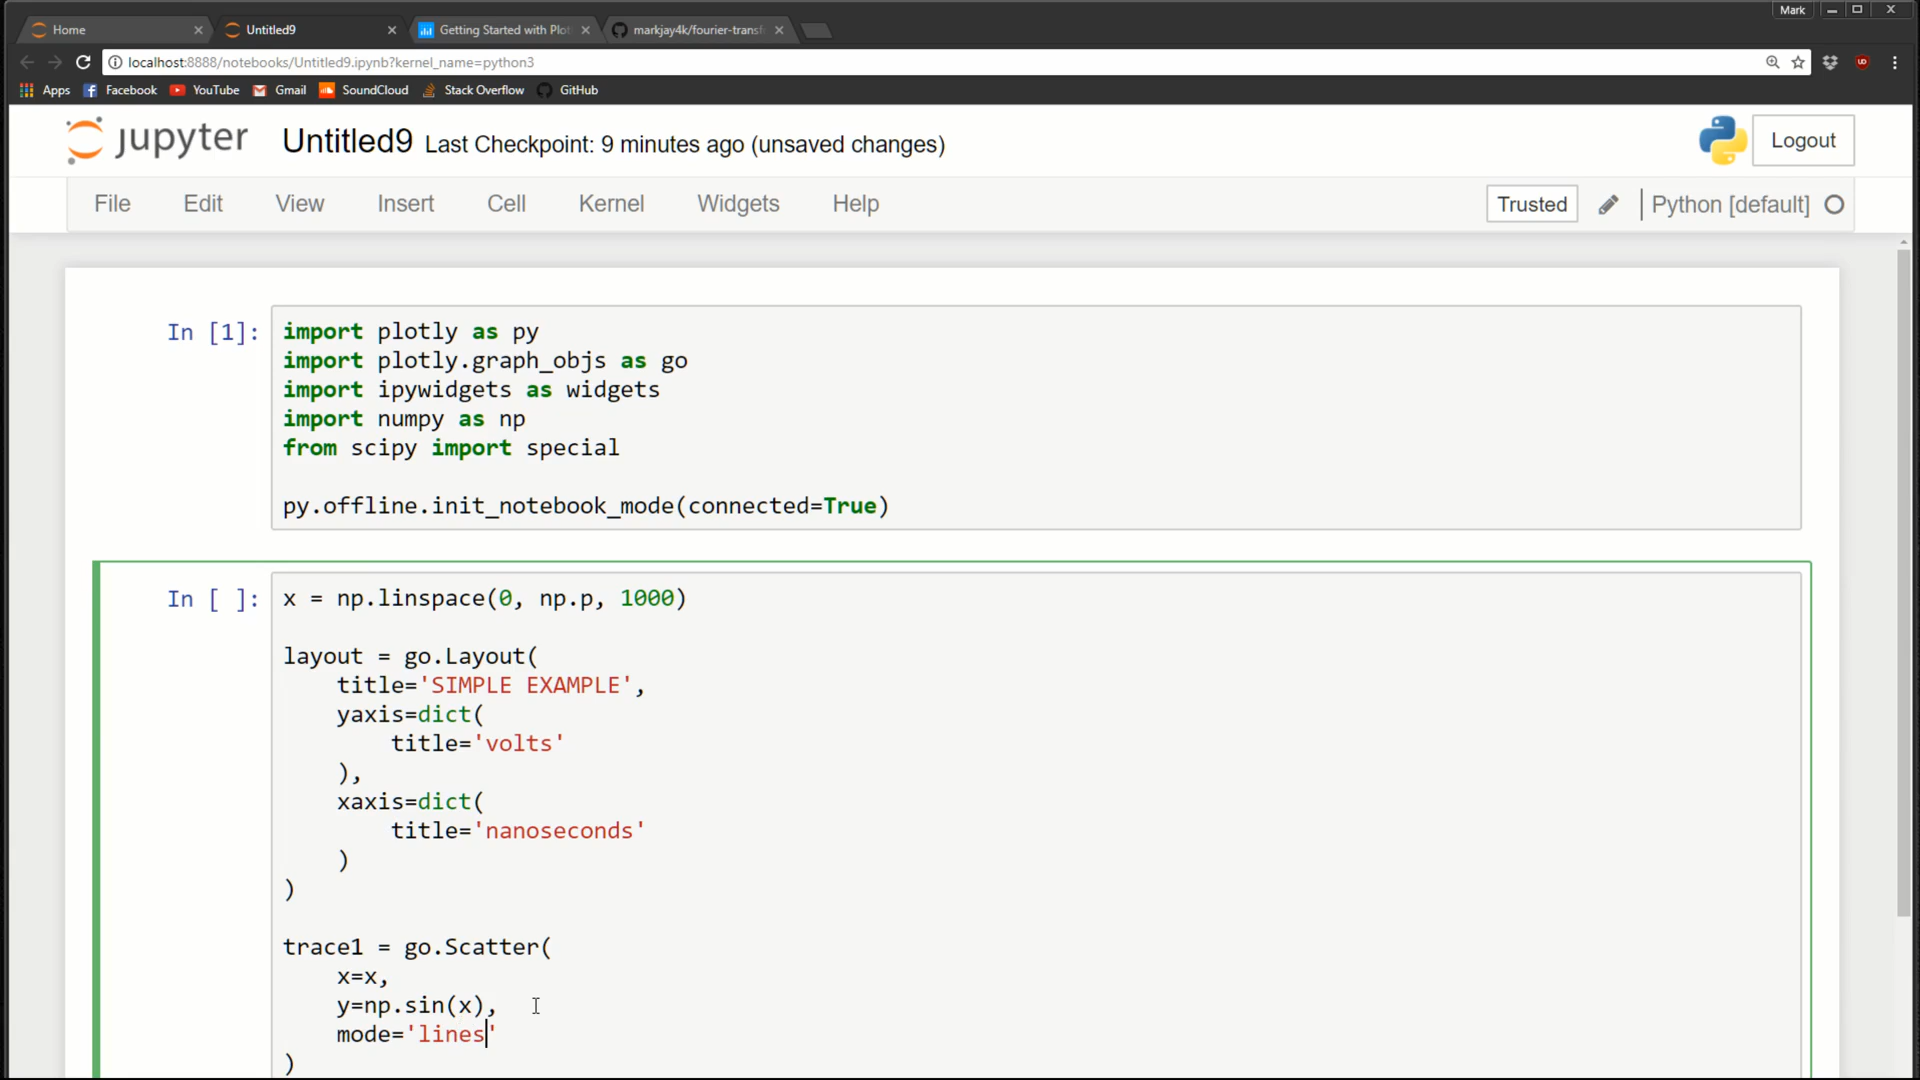 Mark
Home
Untitled9
Getting Started with Plot
markjay4k/fourier-transf
localhost:8888/notebooks/Untitled9.ipynb?kernel_name=python3
Apps Facebook YouTube Gmail SoundCloud Stack Overflow GitHub
jupyter Untitled9 Last Checkpoint: 9 minutes ago (unsaved changes) Logout
File Edit View Insert Cell Kernel Widgets Help Trusted Python [default]
In [1]: import plotly as py
import plotly.graph_objs as go
import ipywidgets as widgets
import numpy as np
from scipy import special
py.offline.init_notebook_mode(connected=True)
In [ ]: x = np.linspace(0, np.p, 1000)
layout = go.Layout(
title='SIMPLE EXAMPLE',
yaxis=dict(
title='volts'
),
xaxis=dict(
title='nanoseconds'
)
)
trace1 = go.Scatter(
x=x,
y=np.sin(x),
mode='lines'
)